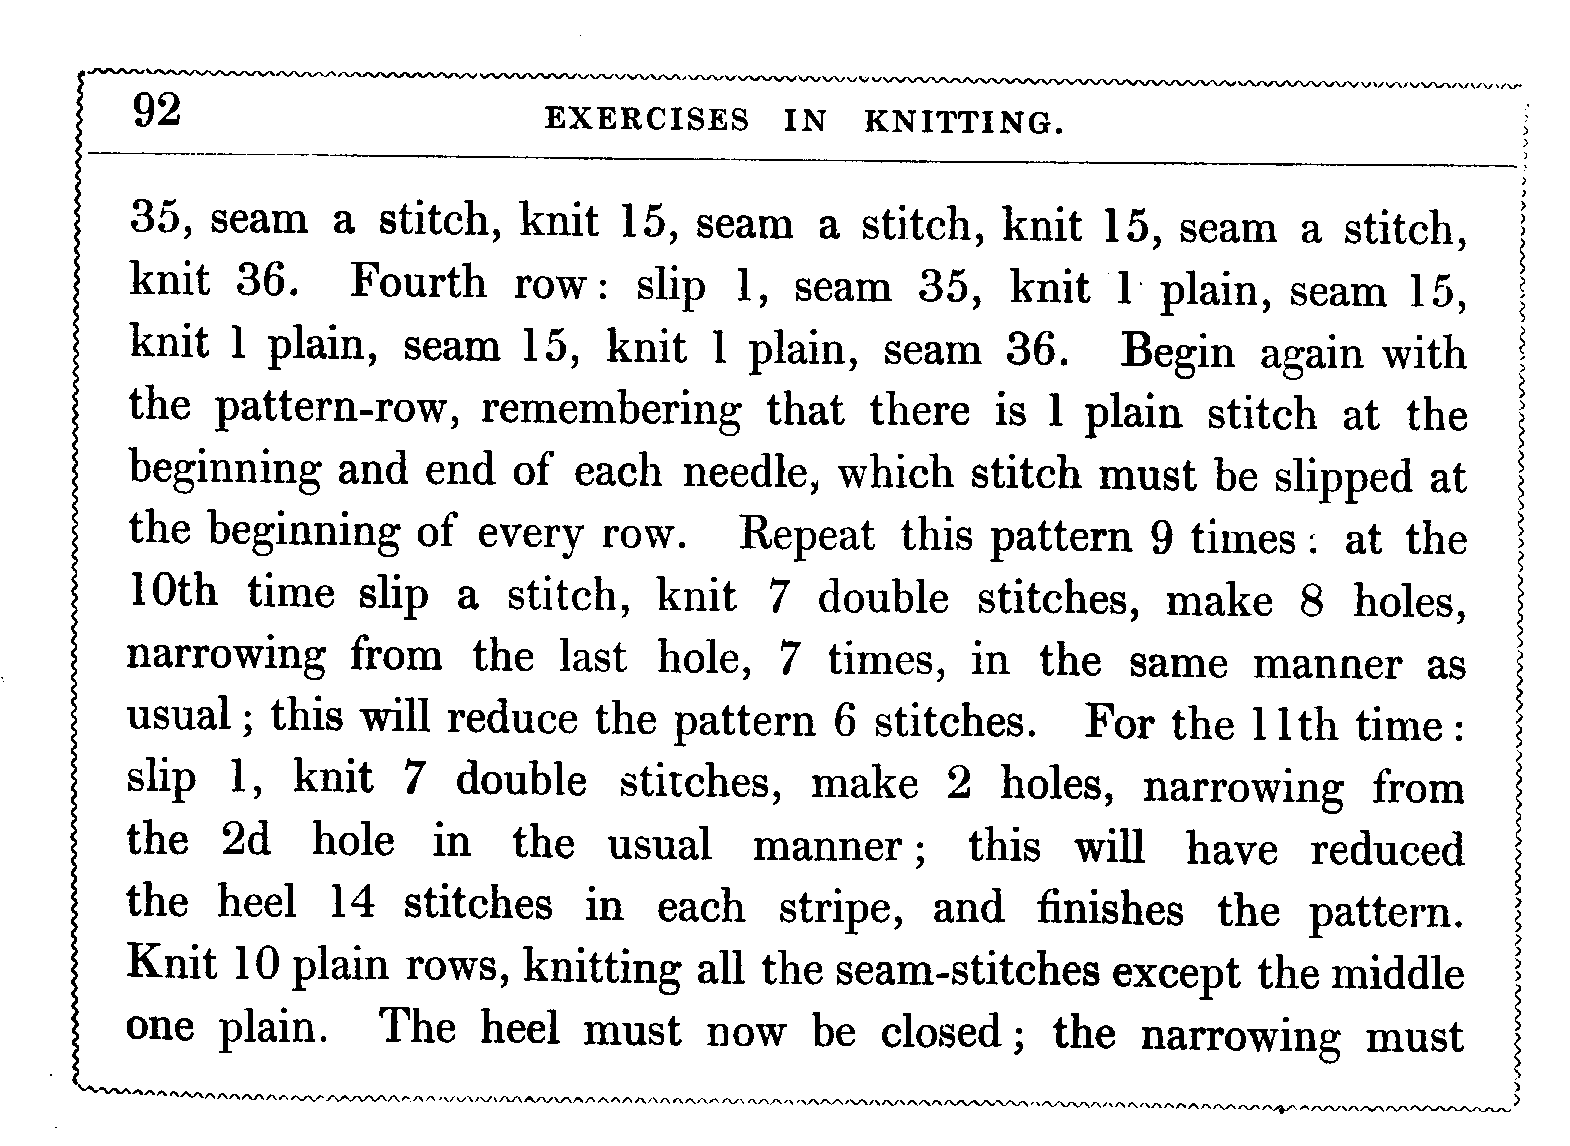 92 EXERCISES IN KNITTING.
35, seam a stitch, knit 15, seam a stitch, knit 15, seam a stitch,
knit 36. Fourth row: slip 1, seam 35, knit 1 plain, seam 15,
knit 1 plain, seam 15, knit 1 plain, seam 36. Begin again with
the pattern-row, remembering that there is 1 plain stitch at the
beginning and end of each needle, which stitch must be slipped at
the beginning of every row. Repeat this pattern 9 times: at the
10th time slip a stitch, knit 7 double stitches, make 8 holes,
narrowing from the last hole, 7 times, in the same manner as
usual; this will reduce the pattern 6 stitches. For the 11th time:
slip 1, knit 7 double stitches, make 2 holes, narrowing from
the 2d hole in the usual manner; this will have reduced
the heel 14 stitches in each stripe, and finishes the pattern.
Knit 10 plain rows, knitting all the seam-stitches except the middle
one plain. The heel must now be closed; the narrowing must